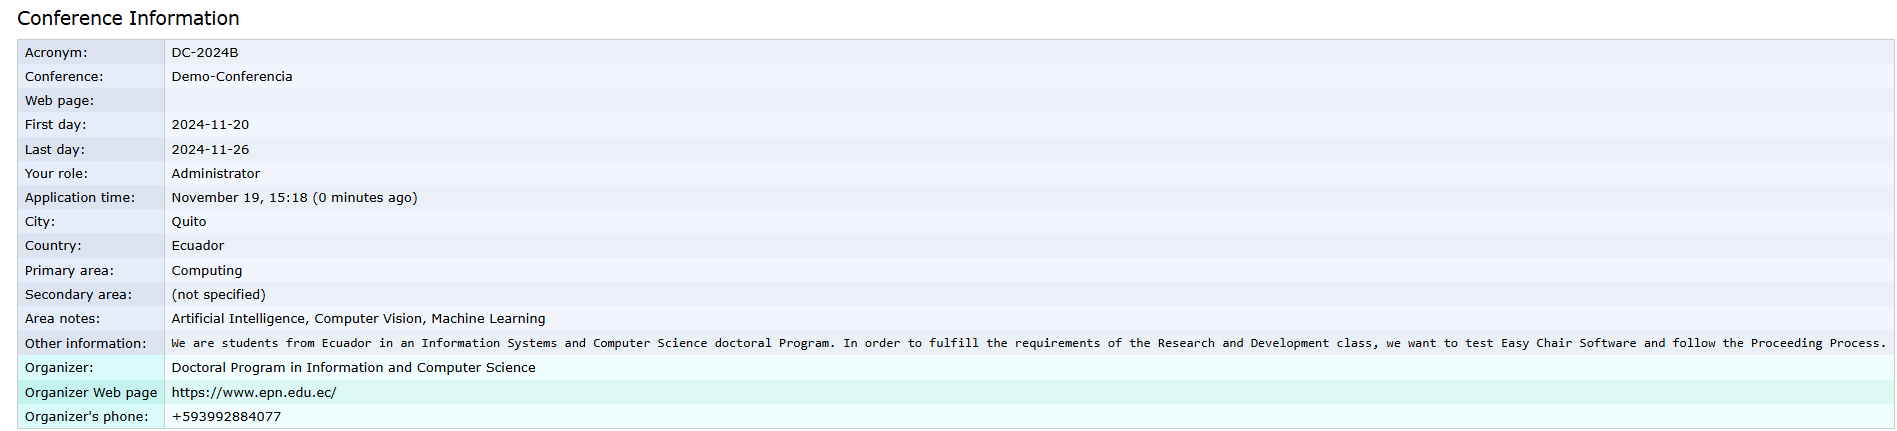 Conference Information
Acronym: DC-2024B
Conference: Demo-Conferencia
Web page:
First day: 2024-11-20
Last day: 2024-11-26
Your role: Administrator
Application time: November 19, 15:18 (0 minutes ago)
City: Quito
Country: Ecuador
Primary area: Computing
Secondary area: (not specified)
Area notes: Artificial Intelligence, Computer Vision, Machine Learning
Other information: We are students from Ecuador in an Information Systems and Computer Science doctoral Program. In order to fulfill the requirements of the Research and Development class, we want to test Easy Chair Software and follow the Proceeding Process.
Organizer: Doctoral Program in Information and Computer Science
Organizer Web page https://www.epn.edu.ec/
Organizer's phone: +593992884077